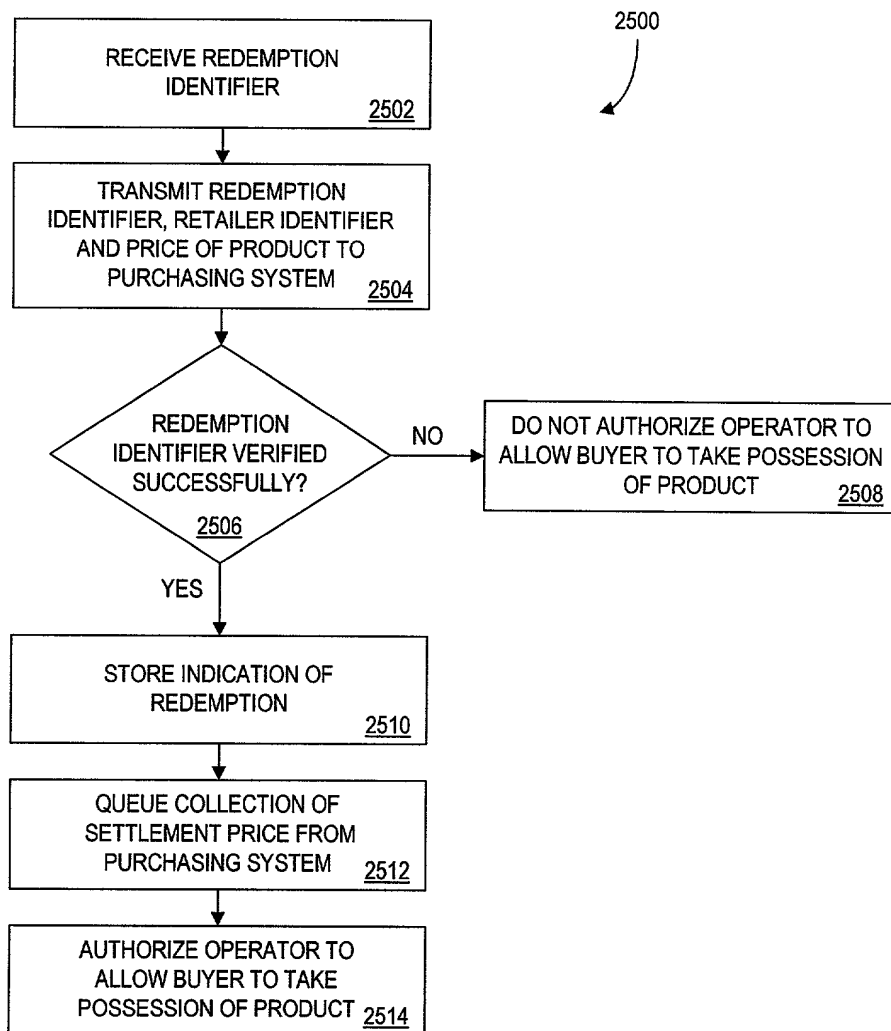 2500
RECEIVE REDEMPTION
IDENTIFIER
2502
TRANSMIT REDEMPTION
IDENTIFIER, RETAILER IDENTIFIER
AND PRICE OF PRODUCT TO
PURCHASING SYSTEM
2504
REDEMPTION
IDENTIFIER VERIFIED
SUCCESSFULLY?
2506
NO
DO NOT AUTHORIZE OPERATOR TO
ALLOW BUYER TO TAKE POSSESSION
OF PRODUCT
2508
YES
STORE INDICATION OF
REDEMPTION
2510
QUEUE COLLECTION OF
SETTLEMENT PRICE FROM
PURCHASING SYSTEM
2512
AUTHORIZE OPERATOR TO
ALLOW BUYER TO TAKE
POSSESSION OF PRODUCT
2514